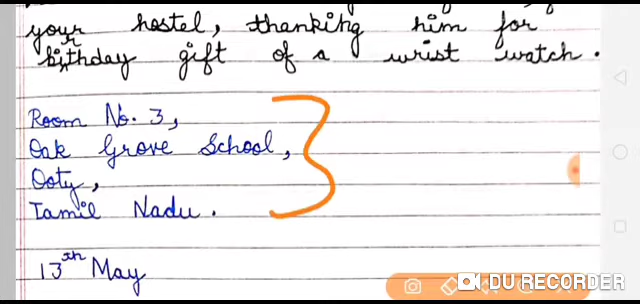 your hostel, thanking him for
birthday gift of a wrist watch.
Room No. 3,
Oak Grove School,
Ooty,
Tamil Nadu.
13th May
DU RECORDER